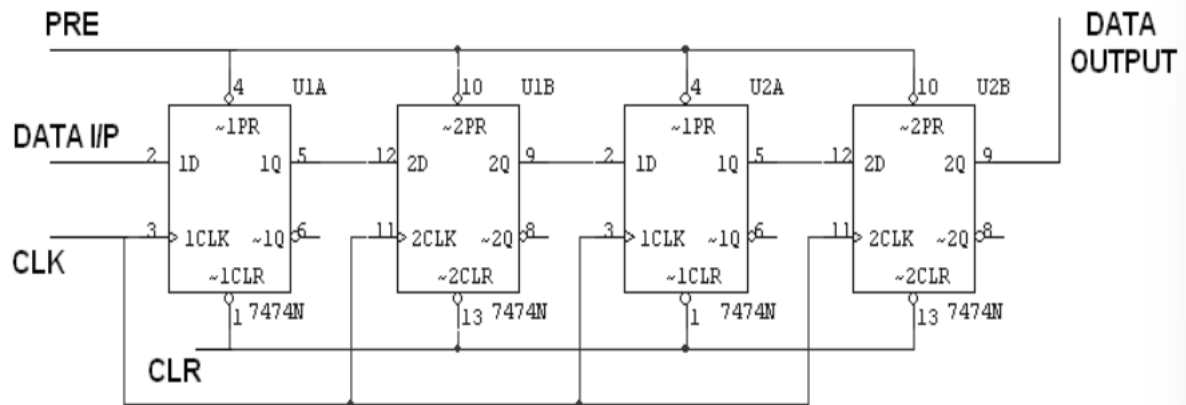 PRE
DATA
OUTPUT
4 U1A 10 U1B 4 U2A 10 U2B
~1PR ~2PR ~1PR ~2PR
DATA I/P
2 1D 1Q 5 12 2D 2Q 9 2 1D 1Q 5 12 2D 2Q 9
3 1CLK ~1Q 6 11 2CLK ~2Q 8 3 1CLK ~1Q 6 11 2CLK ~2Q 8
CLK
~1CLR ~2CLR ~1CLR ~2CLR
1 7474N 13 7474N 1 7474N 13 7474N
CLR